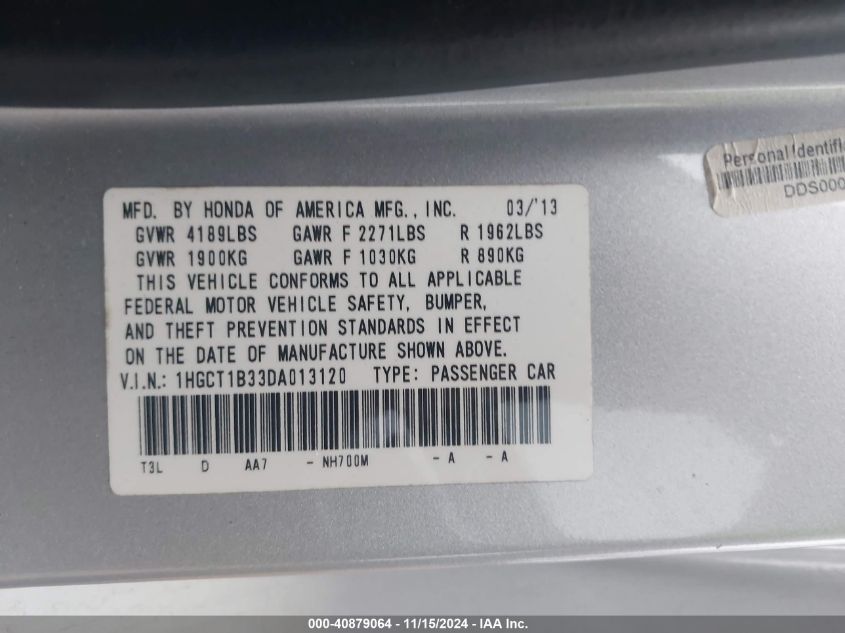 Personal Identifi
DDS000
MFD. BY HONDA OF AMERICA MFG., INC. 03/'13
GVWR 4189LBS GAWR F 2271LBS R 1962LBS
GVWR 1900KG GAWR F 1030KG R 890KG
THIS VEHICLE CONFORMS TO ALL APPLICABLE
FEDERAL MOTOR VEHICLE SAFETY, BUMPER,
AND THEFT PREVENTION STANDARDS IN EFFECT
ON THE DATE OF MANUFACTURE SHOWN ABOVE.
V.I.N.: 1HGCT1B33DA013120 TYPE: PASSENGER CAR
T3L D AA7 - NH700M - A - A
000-40879064 - 11/15/2024 - IAA Inc.